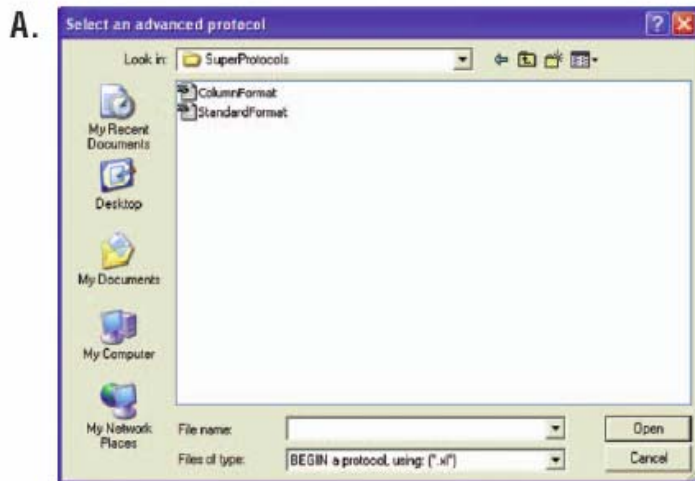 A.
Select an advanced protocol
Look in: SuperProtocols
ColumnFormat
StandardFormat
My Recent
Documents
Desktop
My Documents
My Computer
My Network
Places
File name:
Open
Files of type:
BEGIN a protocol, using: (*.xl*)
Cancel